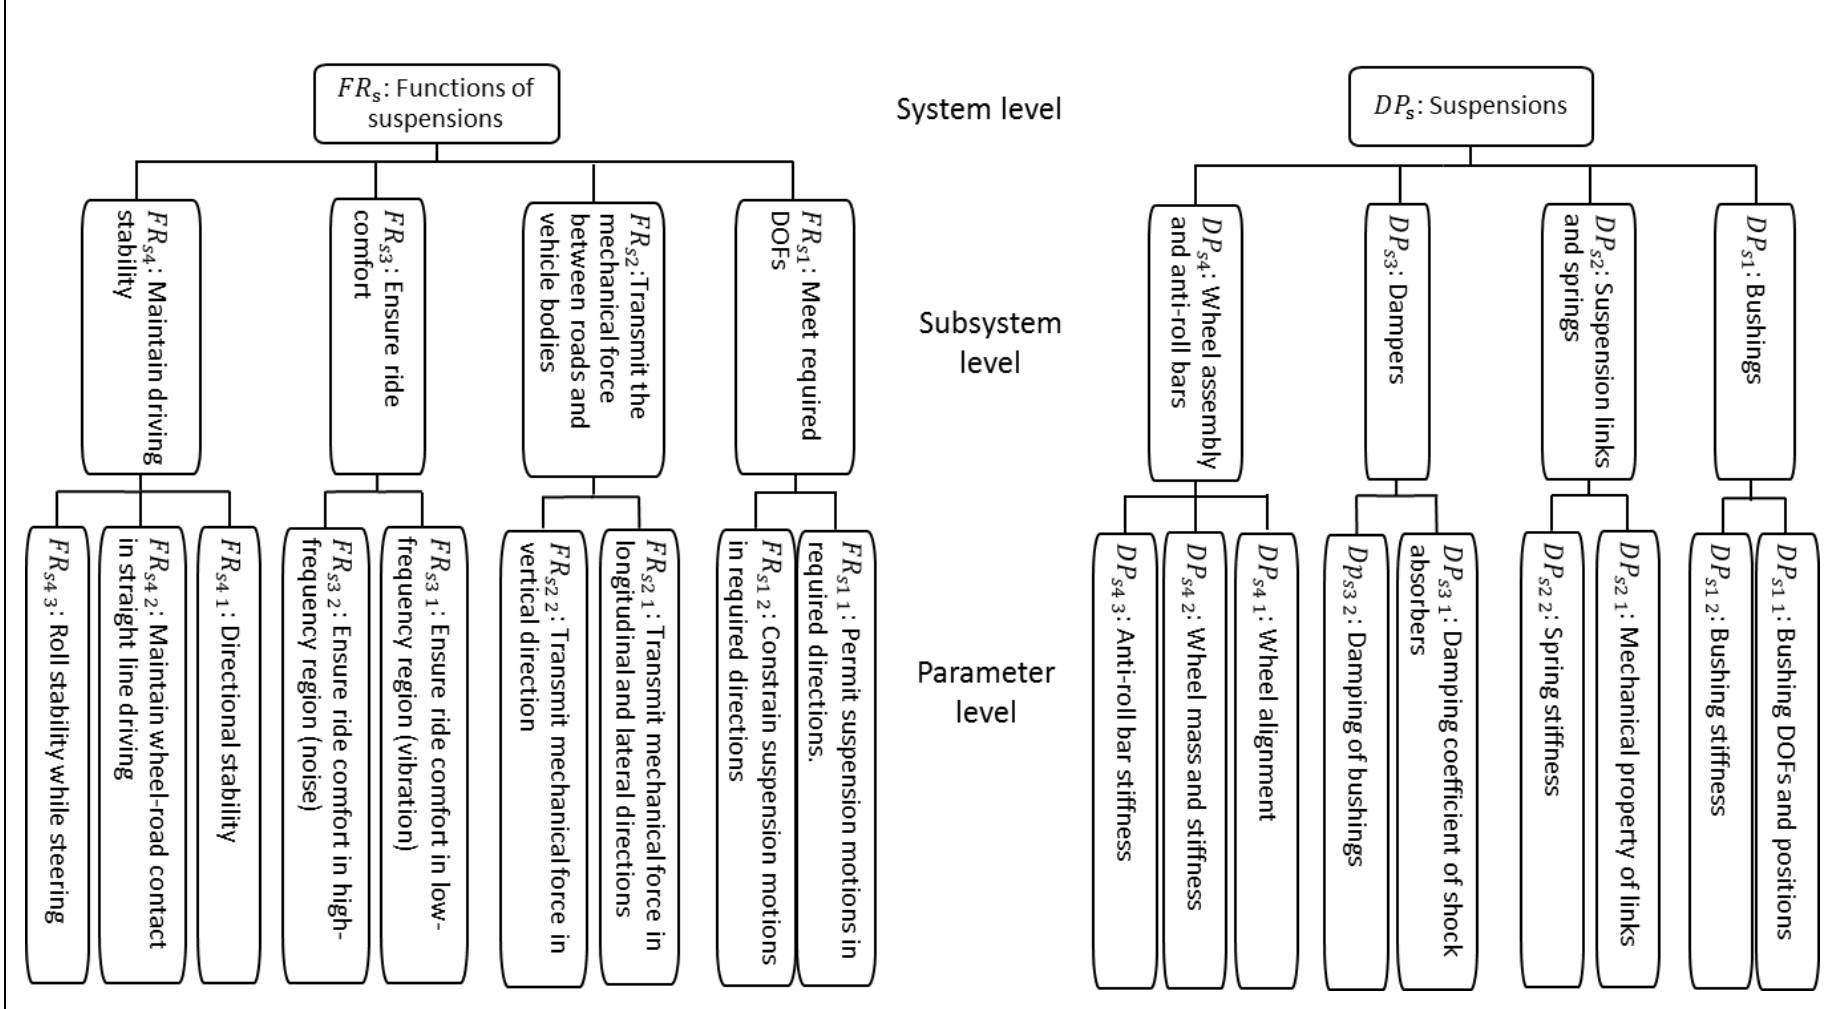 FRₛ: Functions of
suspensions
System level
DPₛ: Suspensions
FRₛ₄: Maintain driving
stability
FRₛ₃: Ensure ride
comfort
FRₛ₂:Transmit the
mechanical force
between roads and
vehicle bodies
FRₛ₁: Meet required
DOFs
Subsystem
level
DPₛ₄: Wheel assembly
and anti-roll bars
DPₛ₃: Dampers
DPₛ₂: Suspension links
and springs
DPₛ₁: Bushings
FRₛ₄ ₃: Roll stability while steering
FRₛ₄ ₂: Maintain wheel-road contact
in straight line driving
FRₛ₄ ₁: Directional stability
FRₛ₃ ₂: Ensure ride comfort in high-
frequency region (noise)
FRₛ₃ ₁: Ensure ride comfort in low-
frequency region (vibration)
FRₛ₂ ₂: Transmit mechanical force in
vertical direction
FRₛ₂ ₁: Transmit mechanical force in
longitudinal and lateral directions
FRₛ₁ ₂: Constrain suspension motions
in required directions
FRₛ₁ ₁: Permit suspension motions in
required directions.
Parameter
level
DPₛ₄ ₃: Anti-roll bar stiffness
DPₛ₄ ₂: Wheel mass and stiffness
DPₛ₄ ₁: Wheel alignment
Dpₛ₃ ₂: Damping of bushings
DPₛ₃ ₁: Damping coefficient of shock
absorbers
DPₛ₂ ₂: Spring stiffness
DPₛ₂ ₁: Mechanical property of links
DPₛ₁ ₂: Bushing stiffness
DPₛ₁ ₁: Bushing DOFs and positions